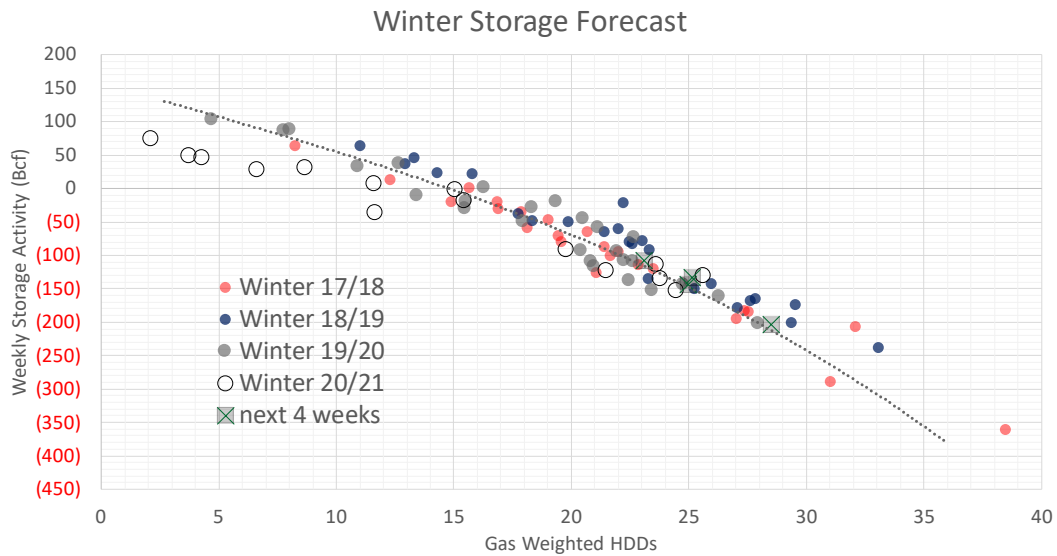 Winter Storage Forecast
Weekly Storage Activity (Bcf)
200
150
100
50
0
(50)
(100)
(150)
(200)
(250)
(300)
(350)
(400)
(450)
Winter 17/18
Winter 18/19
Winter 19/20
Winter 20/21
next 4 weeks
0 5 10 15 20 25 30 35 40
Gas Weighted HDDs